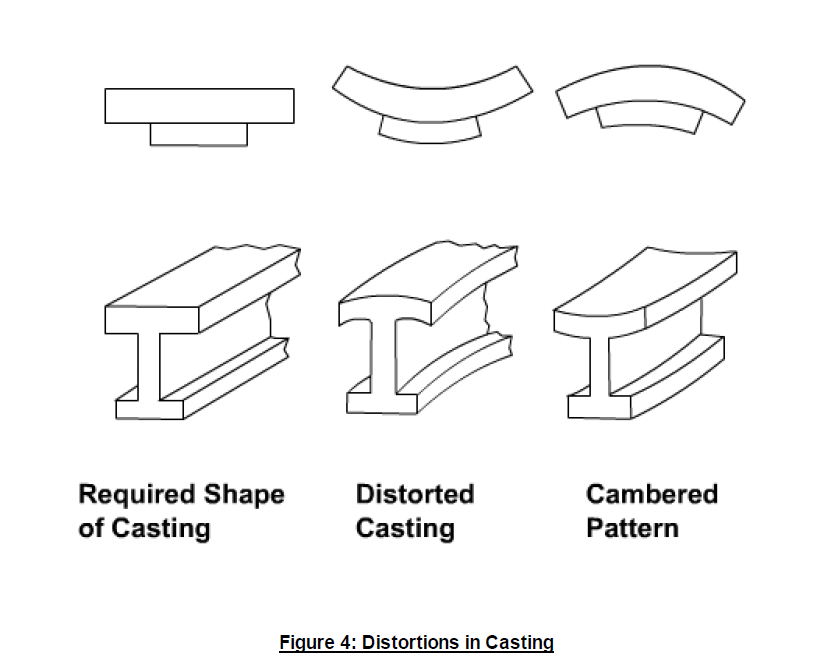 Required Shape
of Casting
Distorted
Casting
Cambered
Pattern
Figure 4: Distortions in Casting